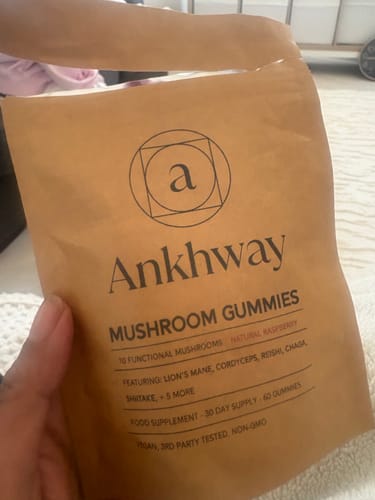 a
Ankhway
MUSHROOM GUMMIES
10 FUNCTIONAL MUSHROOMS NATURAL RASPBERRY
FEATURING: LION'S MANE, CORDYCEPS, REISHI, CHAGA,
SHIITAKE, + 5 MORE
FOOD SUPPLEMENT - 30 DAY SUPPLY - 60 GUMMIES
VEGAN, 3RD PARTY TESTED, NON-GMO